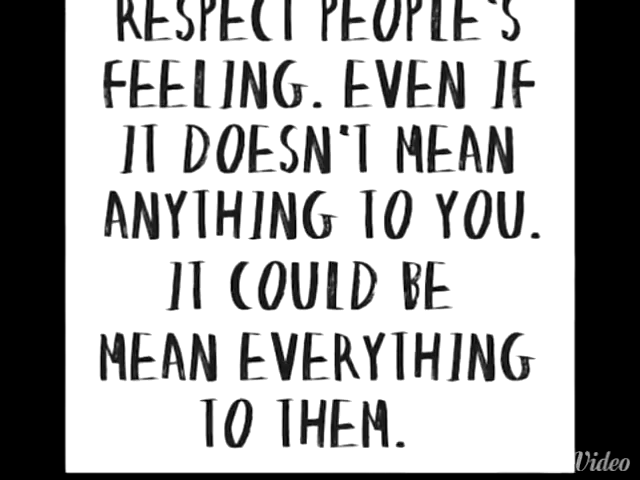 RESPECT PEOPLE'S
FEELING. EVEN IF
IT DOESN'T MEAN
ANYTHING TO YOU.
IT COULD BE
MEAN EVERYTHING
TO THEM.
Video